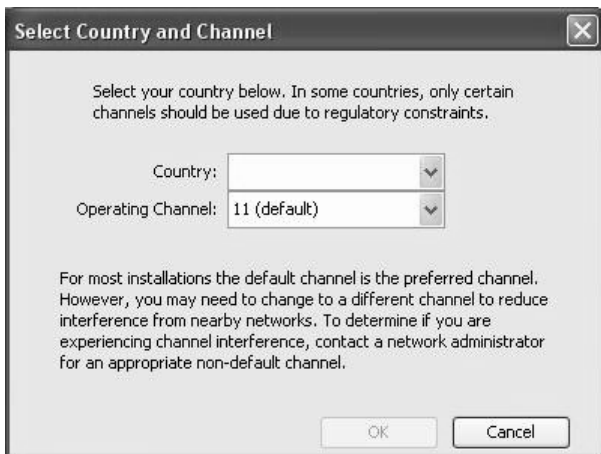 Select Country and Channel
Select your country below. In some countries, only certain
channels should be used due to regulatory constraints.
Country:
Operating Channel: 11 (default)
For most installations the default channel is the preferred channel.
However, you may need to change to a different channel to reduce
interference from nearby networks. To determine if you are
experiencing channel interference, contact a network administrator
for an appropriate non-default channel.
OK Cancel